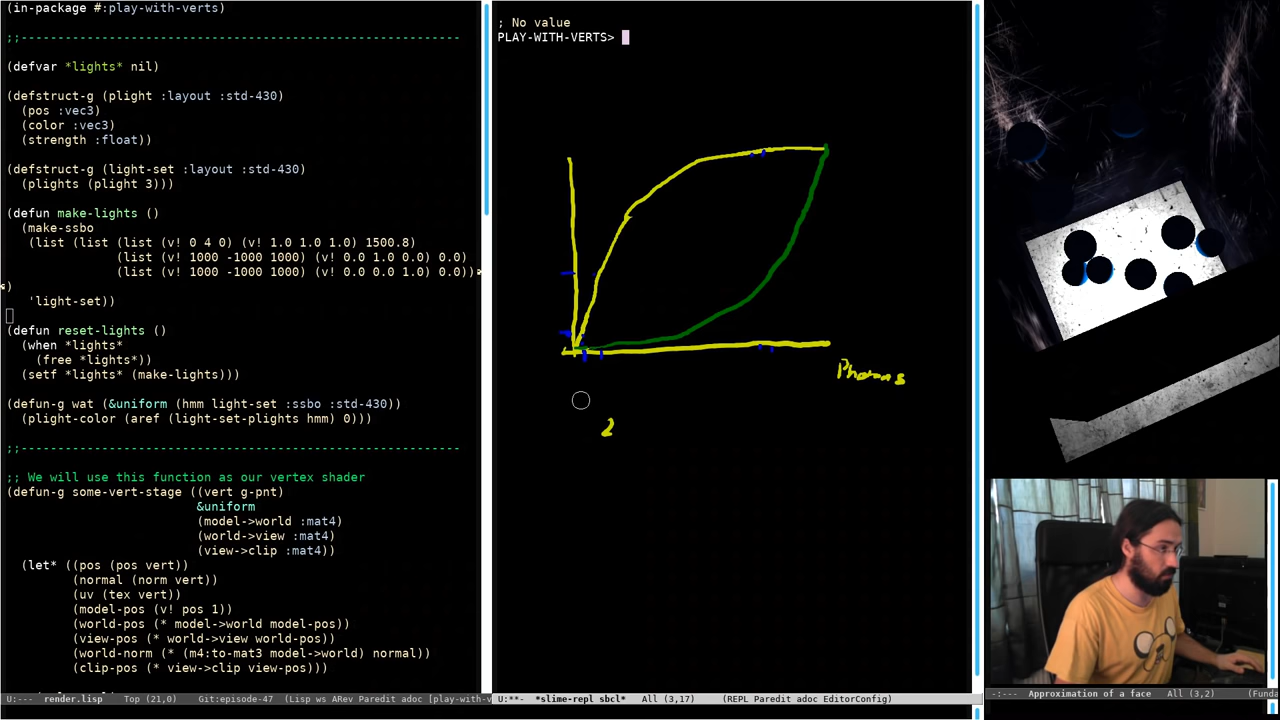 (in-package #:play-with-verts)
;;----------------------------------------------------------
(defvar *lights* nil)
(defstruct-g (plight :layout :std-430)
  (pos :vec3)
  (color :vec3)
  (strength :float))
(defstruct-g (light-set :layout :std-430)
  (plights (plight 3)))
(defun make-lights ()
  (make-ssbo
   (list (list (list (v! 0 4 0) (v! 1.0 1.0 1.0) 1500.8)
               (list (v! 1000 -1000 1000) (v! 0.0 1.0 0.0) 0.0)
               (list (v! 1000 -1000 1000) (v! 0.0 0.0 1.0) 0.0))
)
   'light-set))
(defun reset-lights ()
  (when *lights*
    (free *lights*))
  (setf *lights* (make-lights)))
(defun-g wat (&uniform (hmm light-set :ssbo :std-430))
  (plight-color (aref (light-set-plights hmm) 0)))
;;----------------------------------------------------------
;; We will use this function as our vertex shader
(defun-g some-vert-stage ((vert g-pnt)
                          &uniform
                          (model->world :mat4)
                          (world->view :mat4)
                          (view->clip :mat4))
  (let* ((pos (pos vert))
         (normal (norm vert))
         (uv (tex vert))
         (model-pos (v! pos 1))
         (world-pos (* model->world model-pos))
         (view-pos (* world->view world-pos))
         (world-norm (* (m4:to-mat3 model->world) normal))
         (clip-pos (* view->clip view-pos)))
U:--- render.lisp Top (21,0) Git:episode-47 (Lisp ws ARev Paredit adoc [play-with-v
; No value
PLAY-WITH-VERTS>
Photons
2
U:**- *slime-repl sbcl* All (3,17) (REPL Paredit adoc EditorConfig)
-:--- Approximation of a face All (3,2) (Funda